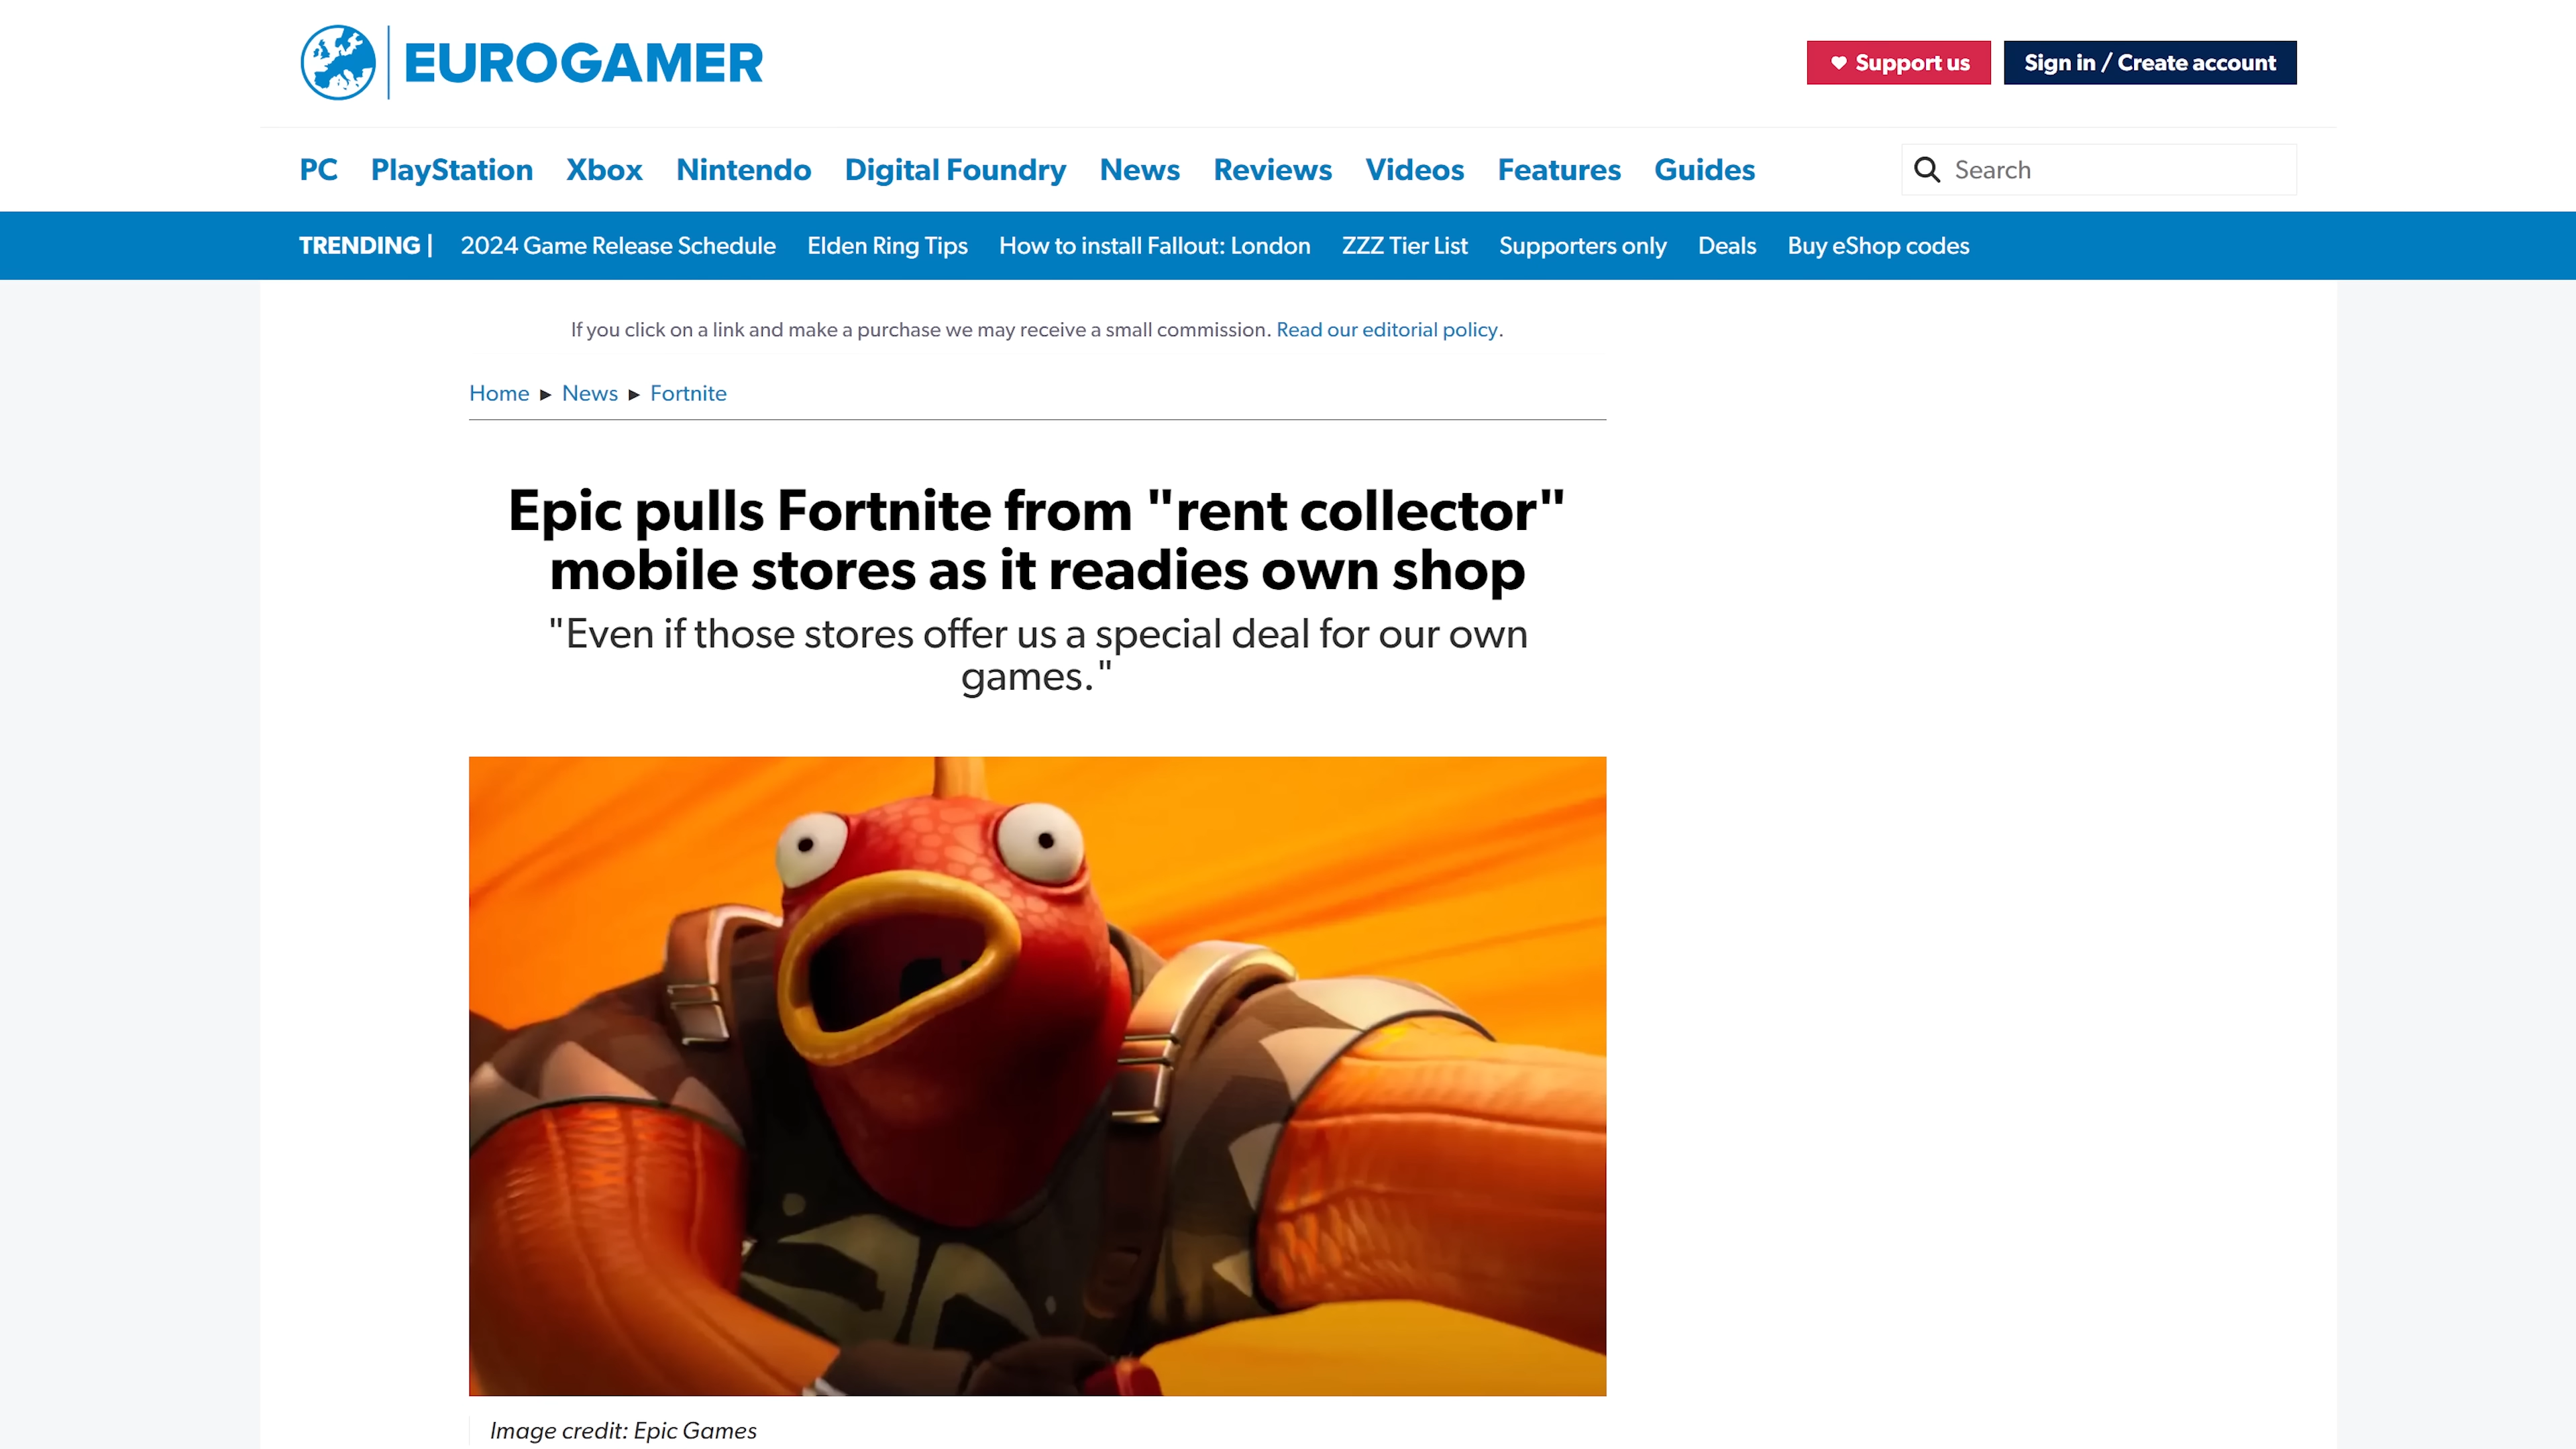 EUROGAMER
Support us
Sign in / Create account
PC PlayStation Xbox Nintendo Digital Foundry News Reviews Videos Features Guides
Search
TRENDING | 2024 Game Release Schedule Elden Ring Tips How to install Fallout: London ZZZ Tier List Supporters only Deals Buy eShop codes
If you click on a link and make a purchase we may receive a small commission. Read our editorial policy.
Home ▸ News ▸ Fortnite
Epic pulls Fortnite from "rent collector"
mobile stores as it readies own shop
"Even if those stores offer us a special deal for our own
games."
Image credit: Epic Games